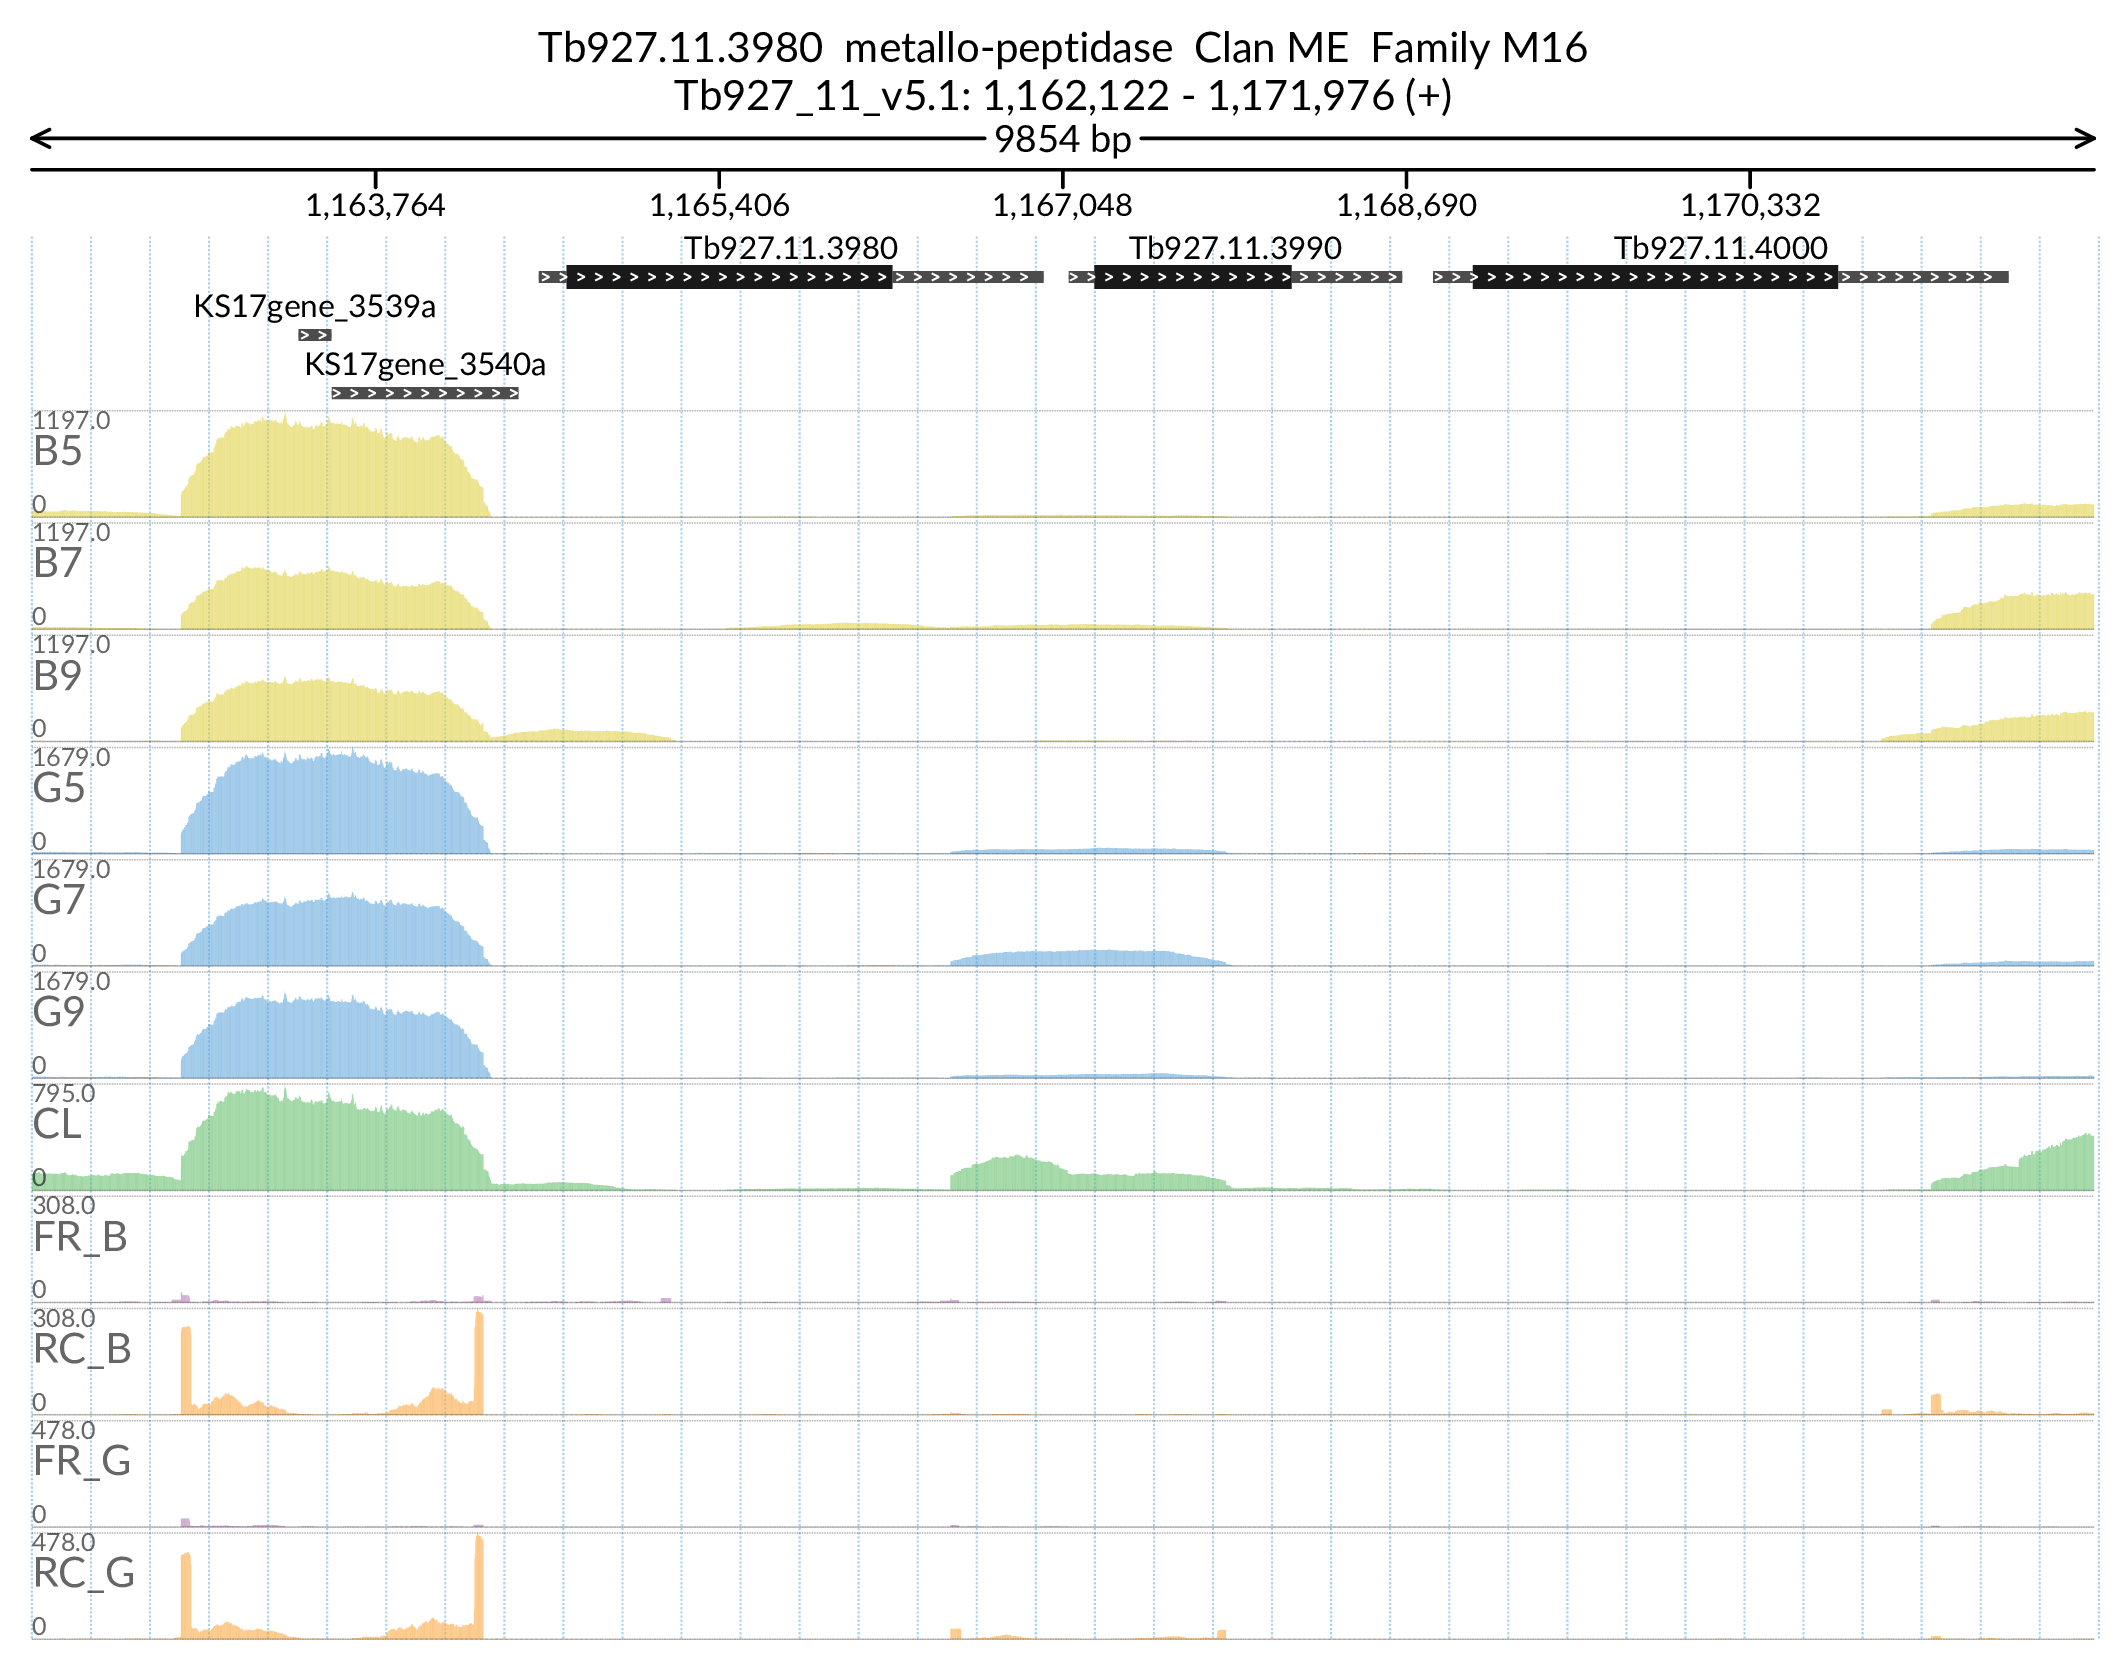 Tb927.11.3980  metallo-peptidase  Clan ME  Family M16
Tb927_11_v5.1: 1,162,122 - 1,171,976 (+)
9854 bp
1,163,764 1,165,406 1,167,048 1,168,690 1,170,332
Tb927.11.3980 Tb927.11.3990 Tb927.11.4000
KS17gene_3539a
KS17gene_3540a
1197.0
B5
0
1197.0
B7
0
1197.0
B9
0
1679.0
G5
0
1679.0
G7
0
1679.0
G9
0
795.0
CL
0
308.0
FR_B
0
308.0
RC_B
0
478.0
FR_G
0
478.0
RC_G
0